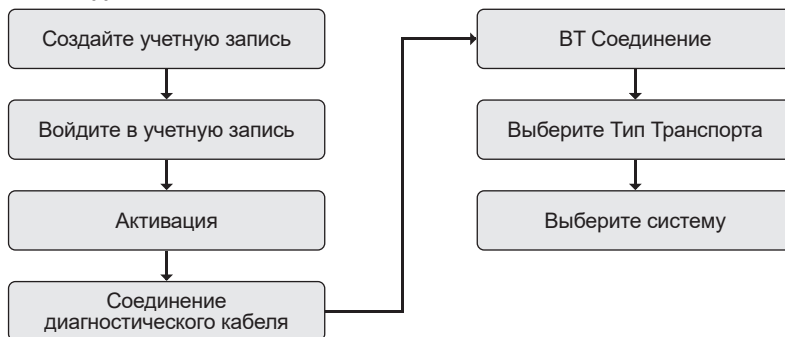 Создайте учетную запись
Войдите в учетную запись
Активация
Соединение
диагностического кабеля
BT Соединение
Выберите Тип Транспорта
Выберите систему